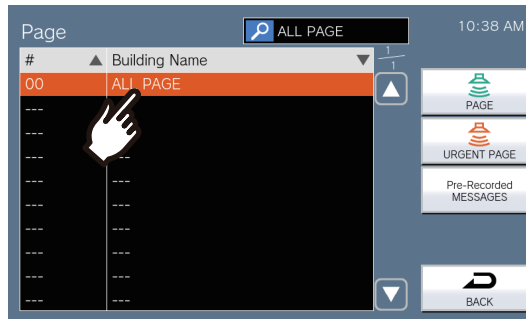 Page
ALL PAGE
10:38 AM
# Building Name
1
1
00 ALL PAGE
---
--- ---
--- ---
--- ---
--- ---
--- ---
--- ---
--- ---
--- ---
PAGE
URGENT PAGE
Pre-Recorded
MESSAGES
BACK